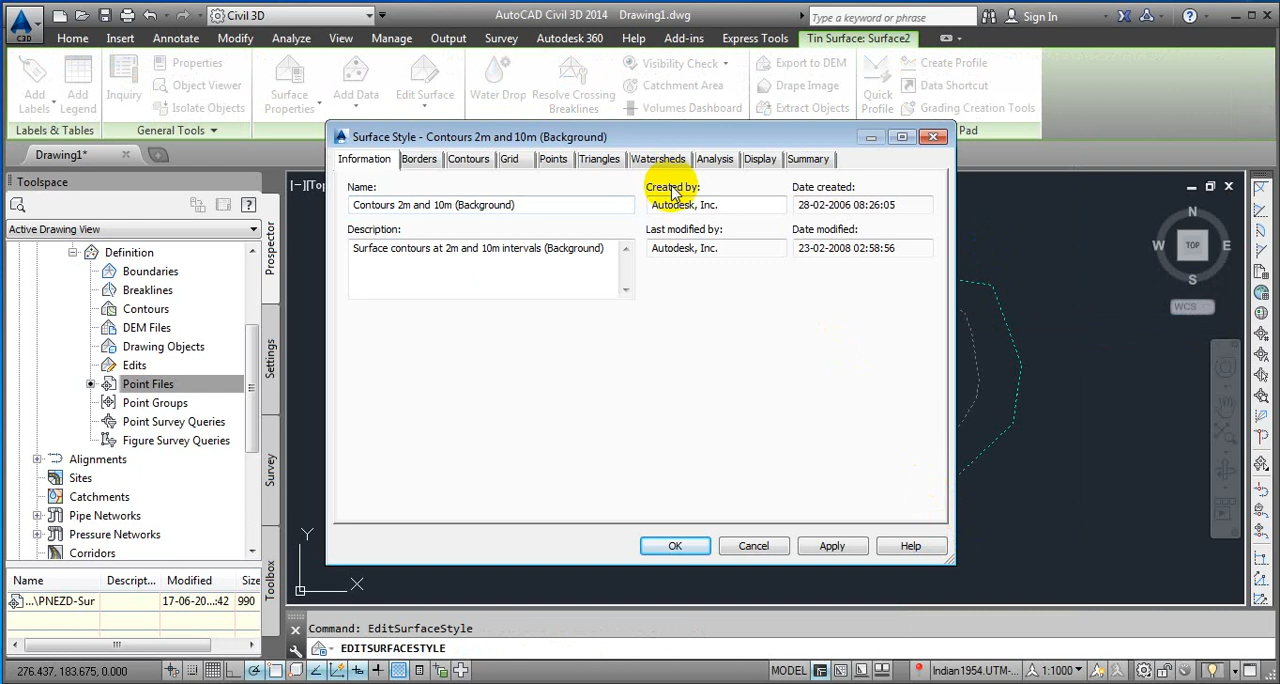 C3D
Civil 3D
AutoCAD Civil 3D 2014 Drawing1.dwg
Type a keyword or phrase
Sign In
Home Insert Annotate Modify Analyze View Manage Output Survey Autodesk 360 Help Add-ins Express Tools Tin Surface: Surface2
Add Labels
Add Legend
Inquiry
Properties
Object Viewer
Isolate Objects
Surface Properties
Add Data
Edit Surface
Water Drop
Resolve Crossing Breaklines
Visibility Check
Catchment Area
Volumes Dashboard
Export to DEM
Drape Image
Extract Objects
Quick Profile
Create Profile
Data Shortcut
Grading Creation Tools
Labels & Tables
General Tools
Pad
Drawing1*
Toolspace
Active Drawing View
Definition
Boundaries
Breaklines
Contours
DEM Files
Drawing Objects
Edits
Point Files
Point Groups
Point Survey Queries
Figure Survey Queries
Alignments
Sites
Catchments
Pipe Networks
Pressure Networks
Corridors
Prospector
Settings
Survey
Toolbox
Name Descript... Modified Size
...\PNEZD-Sur 17-06-20...:42 990
[−][Top
Surface Style - Contours 2m and 10m (Background)
Information Borders Contours Grid Points Triangles Watersheds Analysis Display Summary
Name: Created by: Date created:
Contours 2m and 10m (Background) Autodesk, Inc. 28-02-2006 08:26:05
Description: Last modified by: Date modified:
Surface contours at 2m and 10m intervals (Background) Autodesk, Inc. 23-02-2008 02:58:56
OK Cancel Apply Help
N
W TOP E
S
WCS
Y
X
Command: EditSurfaceStyle
EDITSURFACESTYLE
276.437, 183.675, 0.000
MODEL
Indian1954.UTM-...
1:1000